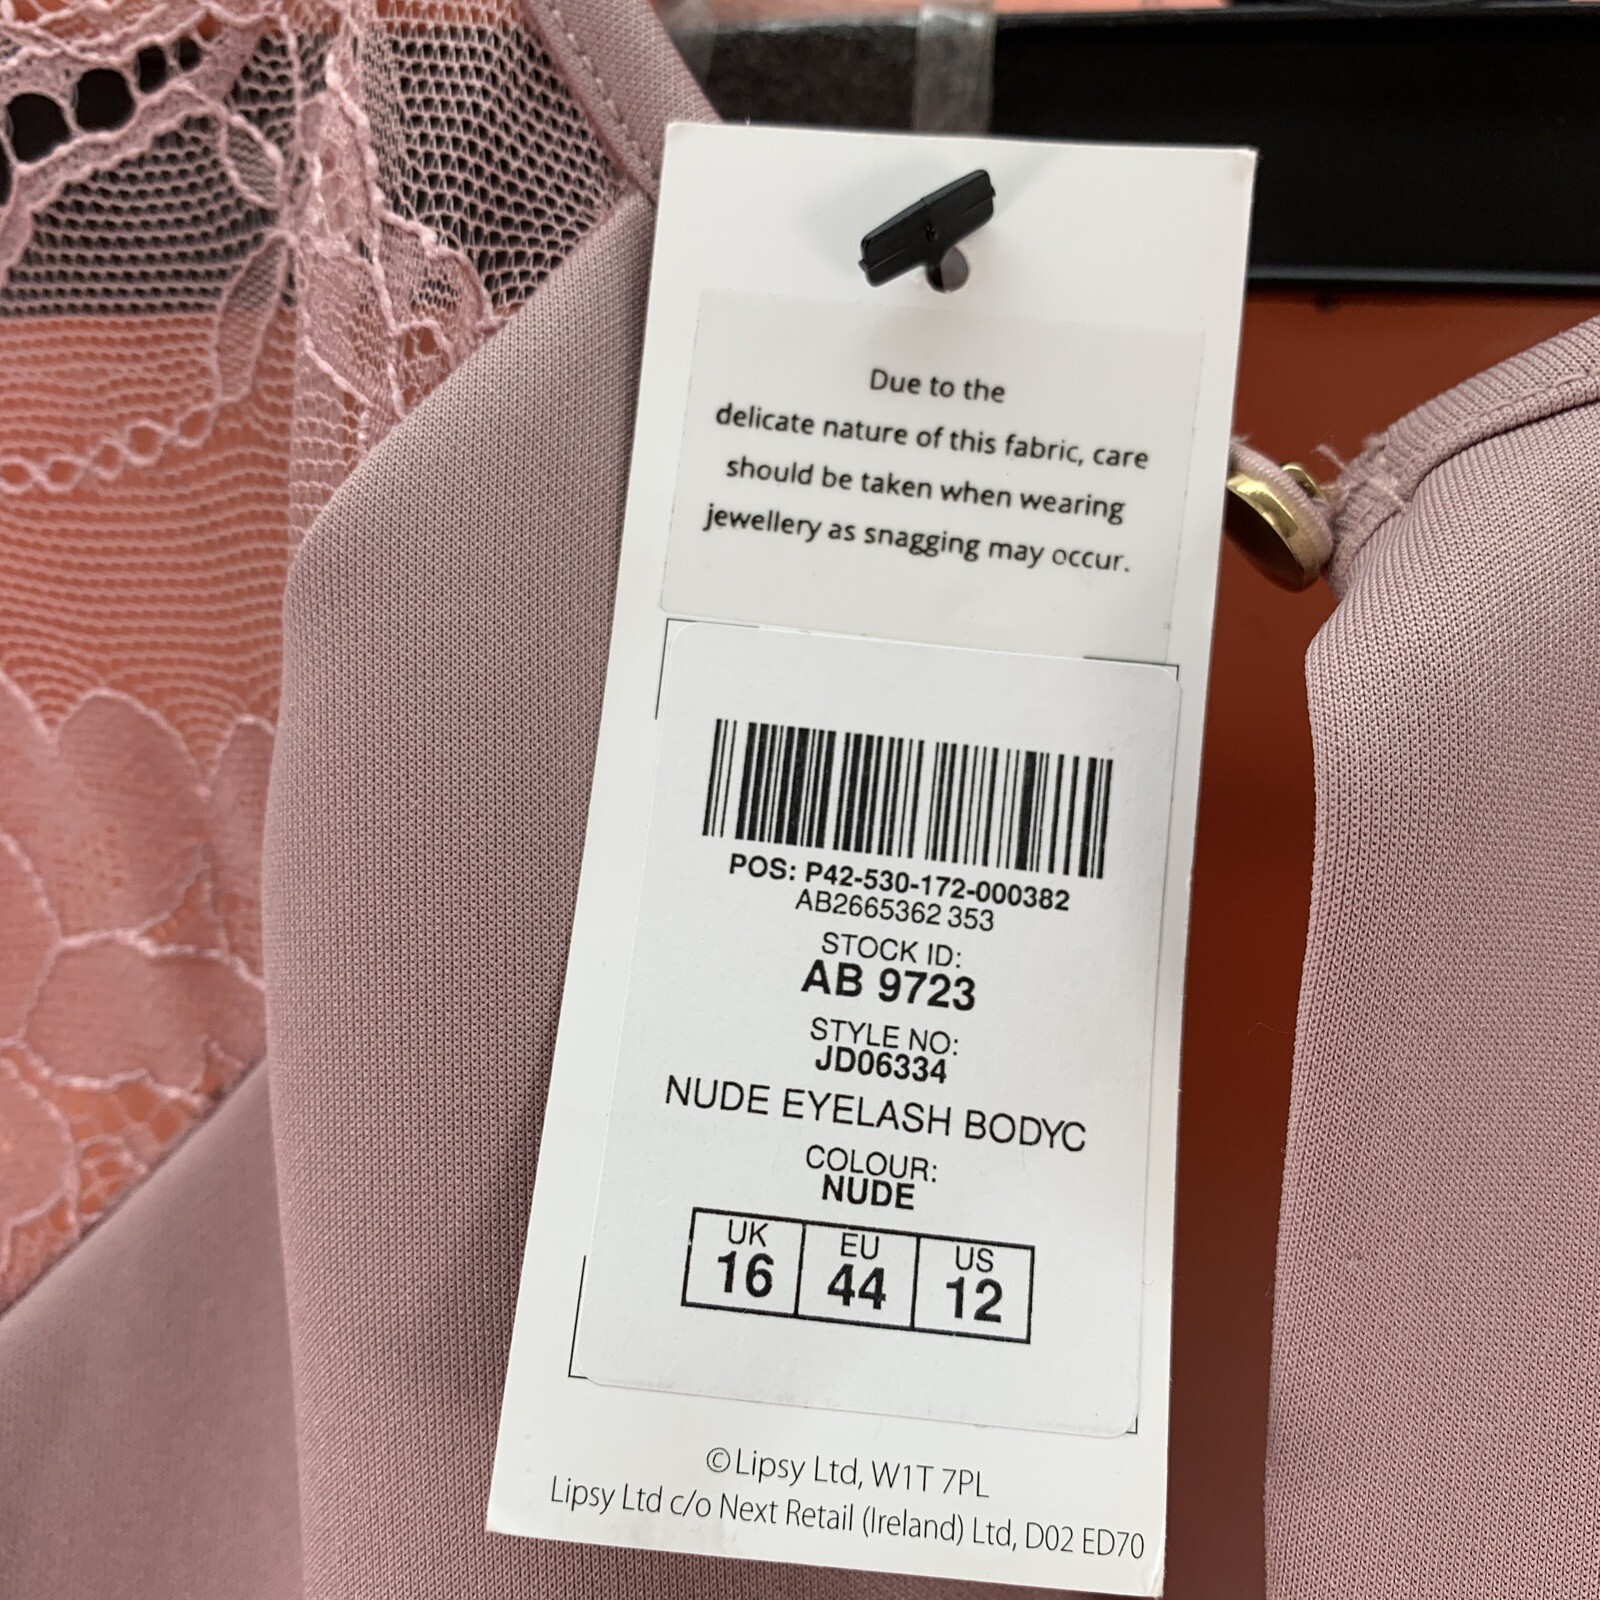 Due to the
delicate nature of this fabric, care
should be taken when wearing
jewellery as snagging may occur.
POS: P42-530-172-000382
AB2665362 353
STOCK ID:
AB 9723
STYLE NO:
JD06334
NUDE EYELASH BODYC
COLOUR:
NUDE
UK EU US
16 44 12
©Lipsy Ltd, W1T 7PL
Lipsy Ltd c/o Next Retail (Ireland) Ltd, D02 ED70